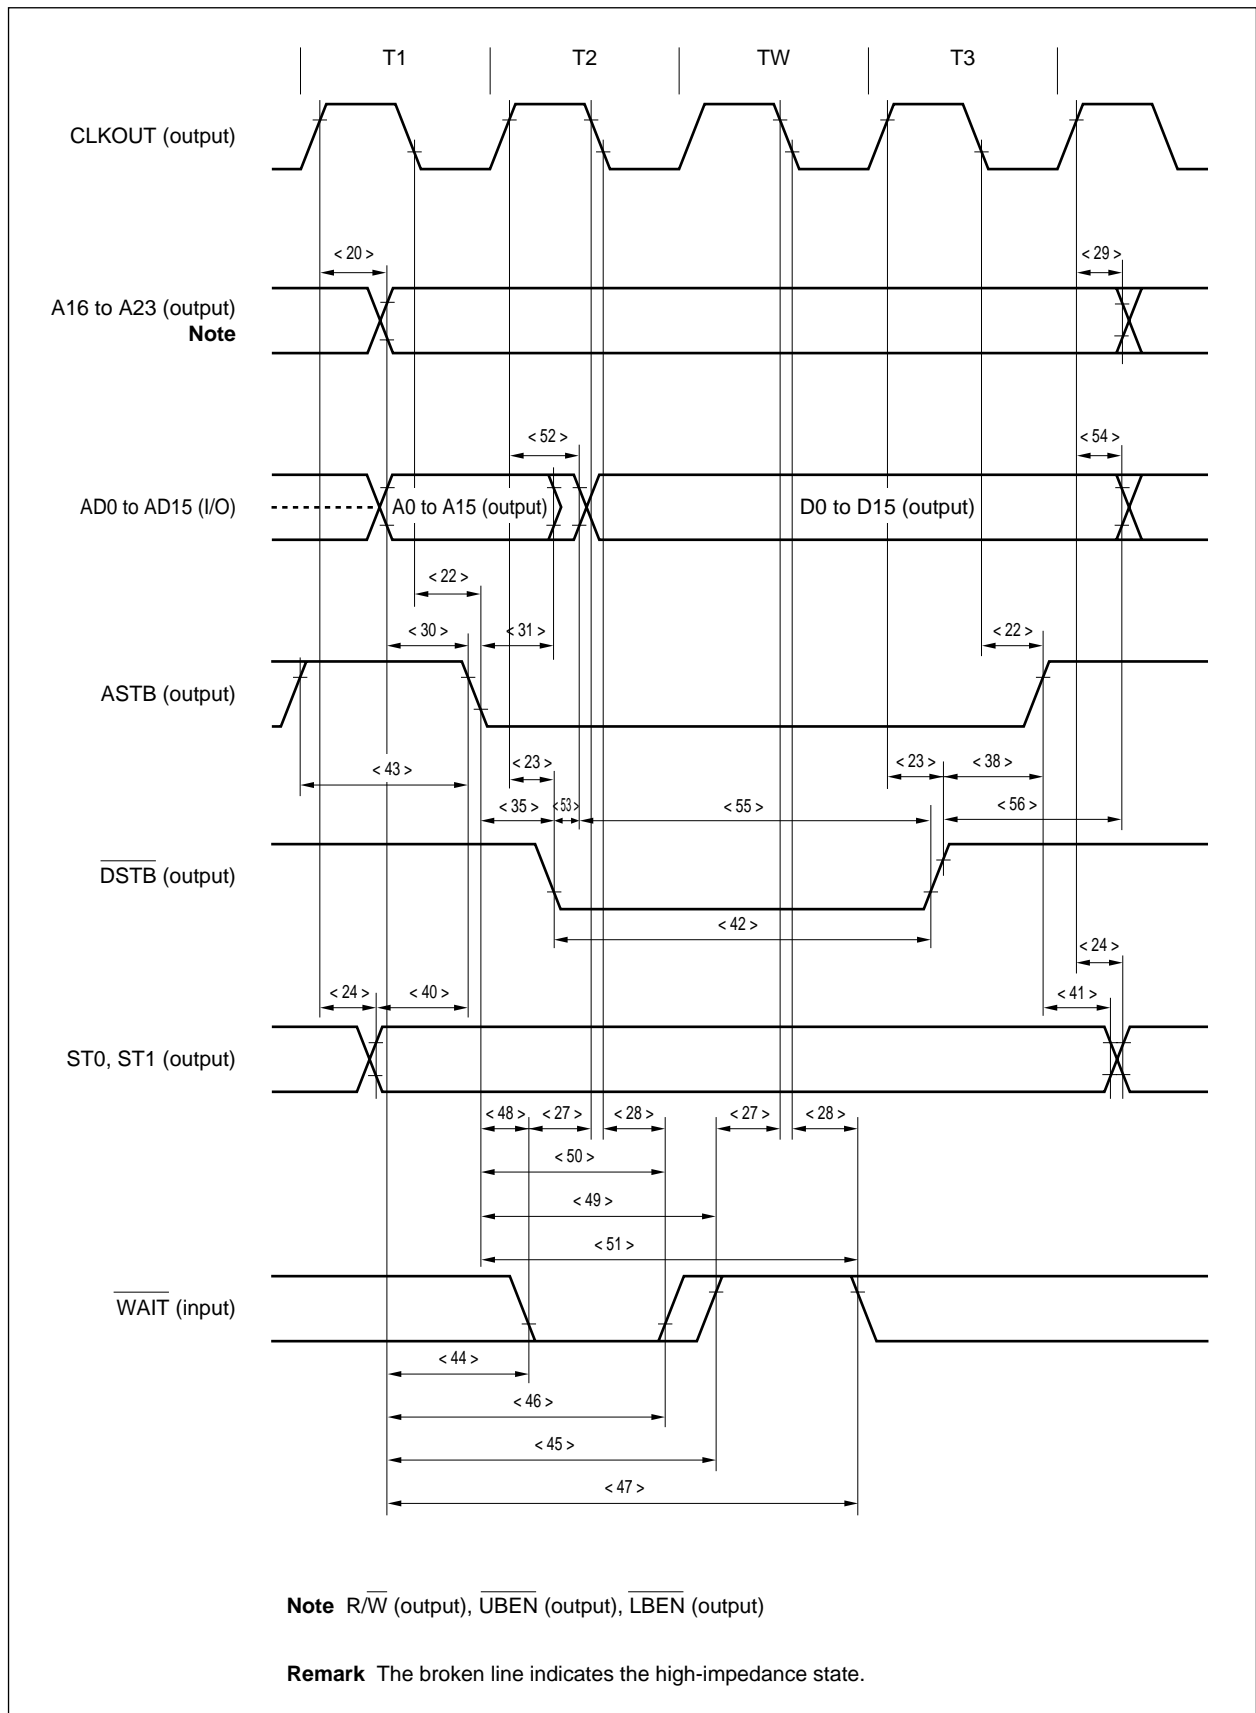 T1 T2 TW T3
CLKOUT (output)
< 20 > < 29 >
A16 to A23 (output)
Note
< 52 > < 54 >
AD0 to AD15 (I/O) A0 to A15 (output) D0 to D15 (output)
< 22 >
< 30 > < 31 > < 22 >
ASTB (output)
< 43 > < 23 > < 23 > < 38 >
< 35 > < 53 > < 55 > < 56 >
DSTB (output)
< 42 >
< 24 >
< 24 > < 40 > < 41 >
ST0, ST1 (output)
< 48 > < 27 > < 28 > < 27 > < 28 >
< 50 >
< 49 >
< 51 >
WAIT (input)
< 44 >
< 46 >
< 45 >
< 47 >
Note R/W (output), UBEN (output), LBEN (output)
Remark The broken line indicates the high-impedance state.